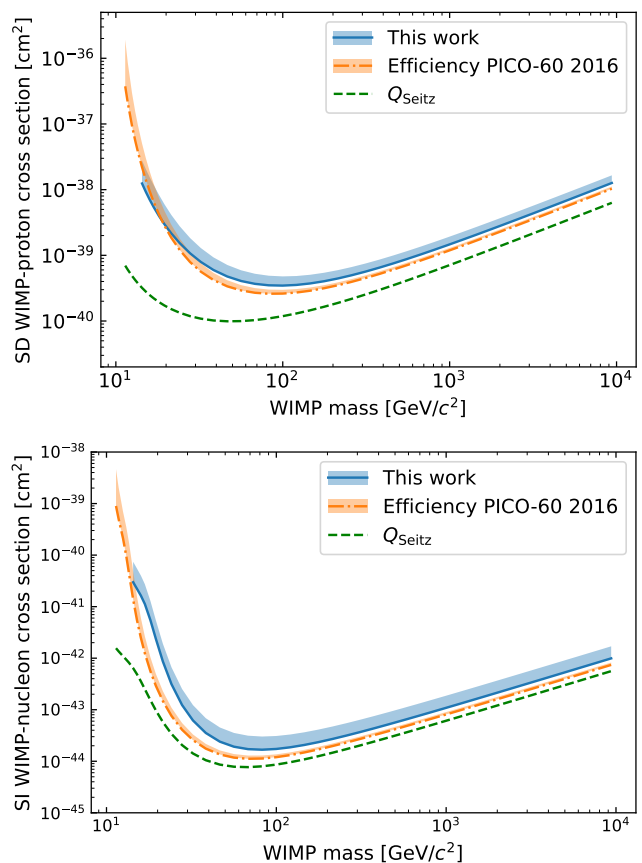 SD WIMP-proton cross section [cm²]
10⁻³⁶
10⁻³⁷
10⁻³⁸
10⁻³⁹
10⁻⁴⁰
This work
Efficiency PICO-60 2016
Q_Seitz
10¹ 10² 10³ 10⁴
WIMP mass [GeV/c²]
SI WIMP-nucleon cross section [cm²]
10⁻³⁸
10⁻³⁹
10⁻⁴⁰
10⁻⁴¹
10⁻⁴²
10⁻⁴³
10⁻⁴⁴
10⁻⁴⁵
This work
Efficiency PICO-60 2016
Q_Seitz
10¹ 10² 10³ 10⁴
WIMP mass [GeV/c²]